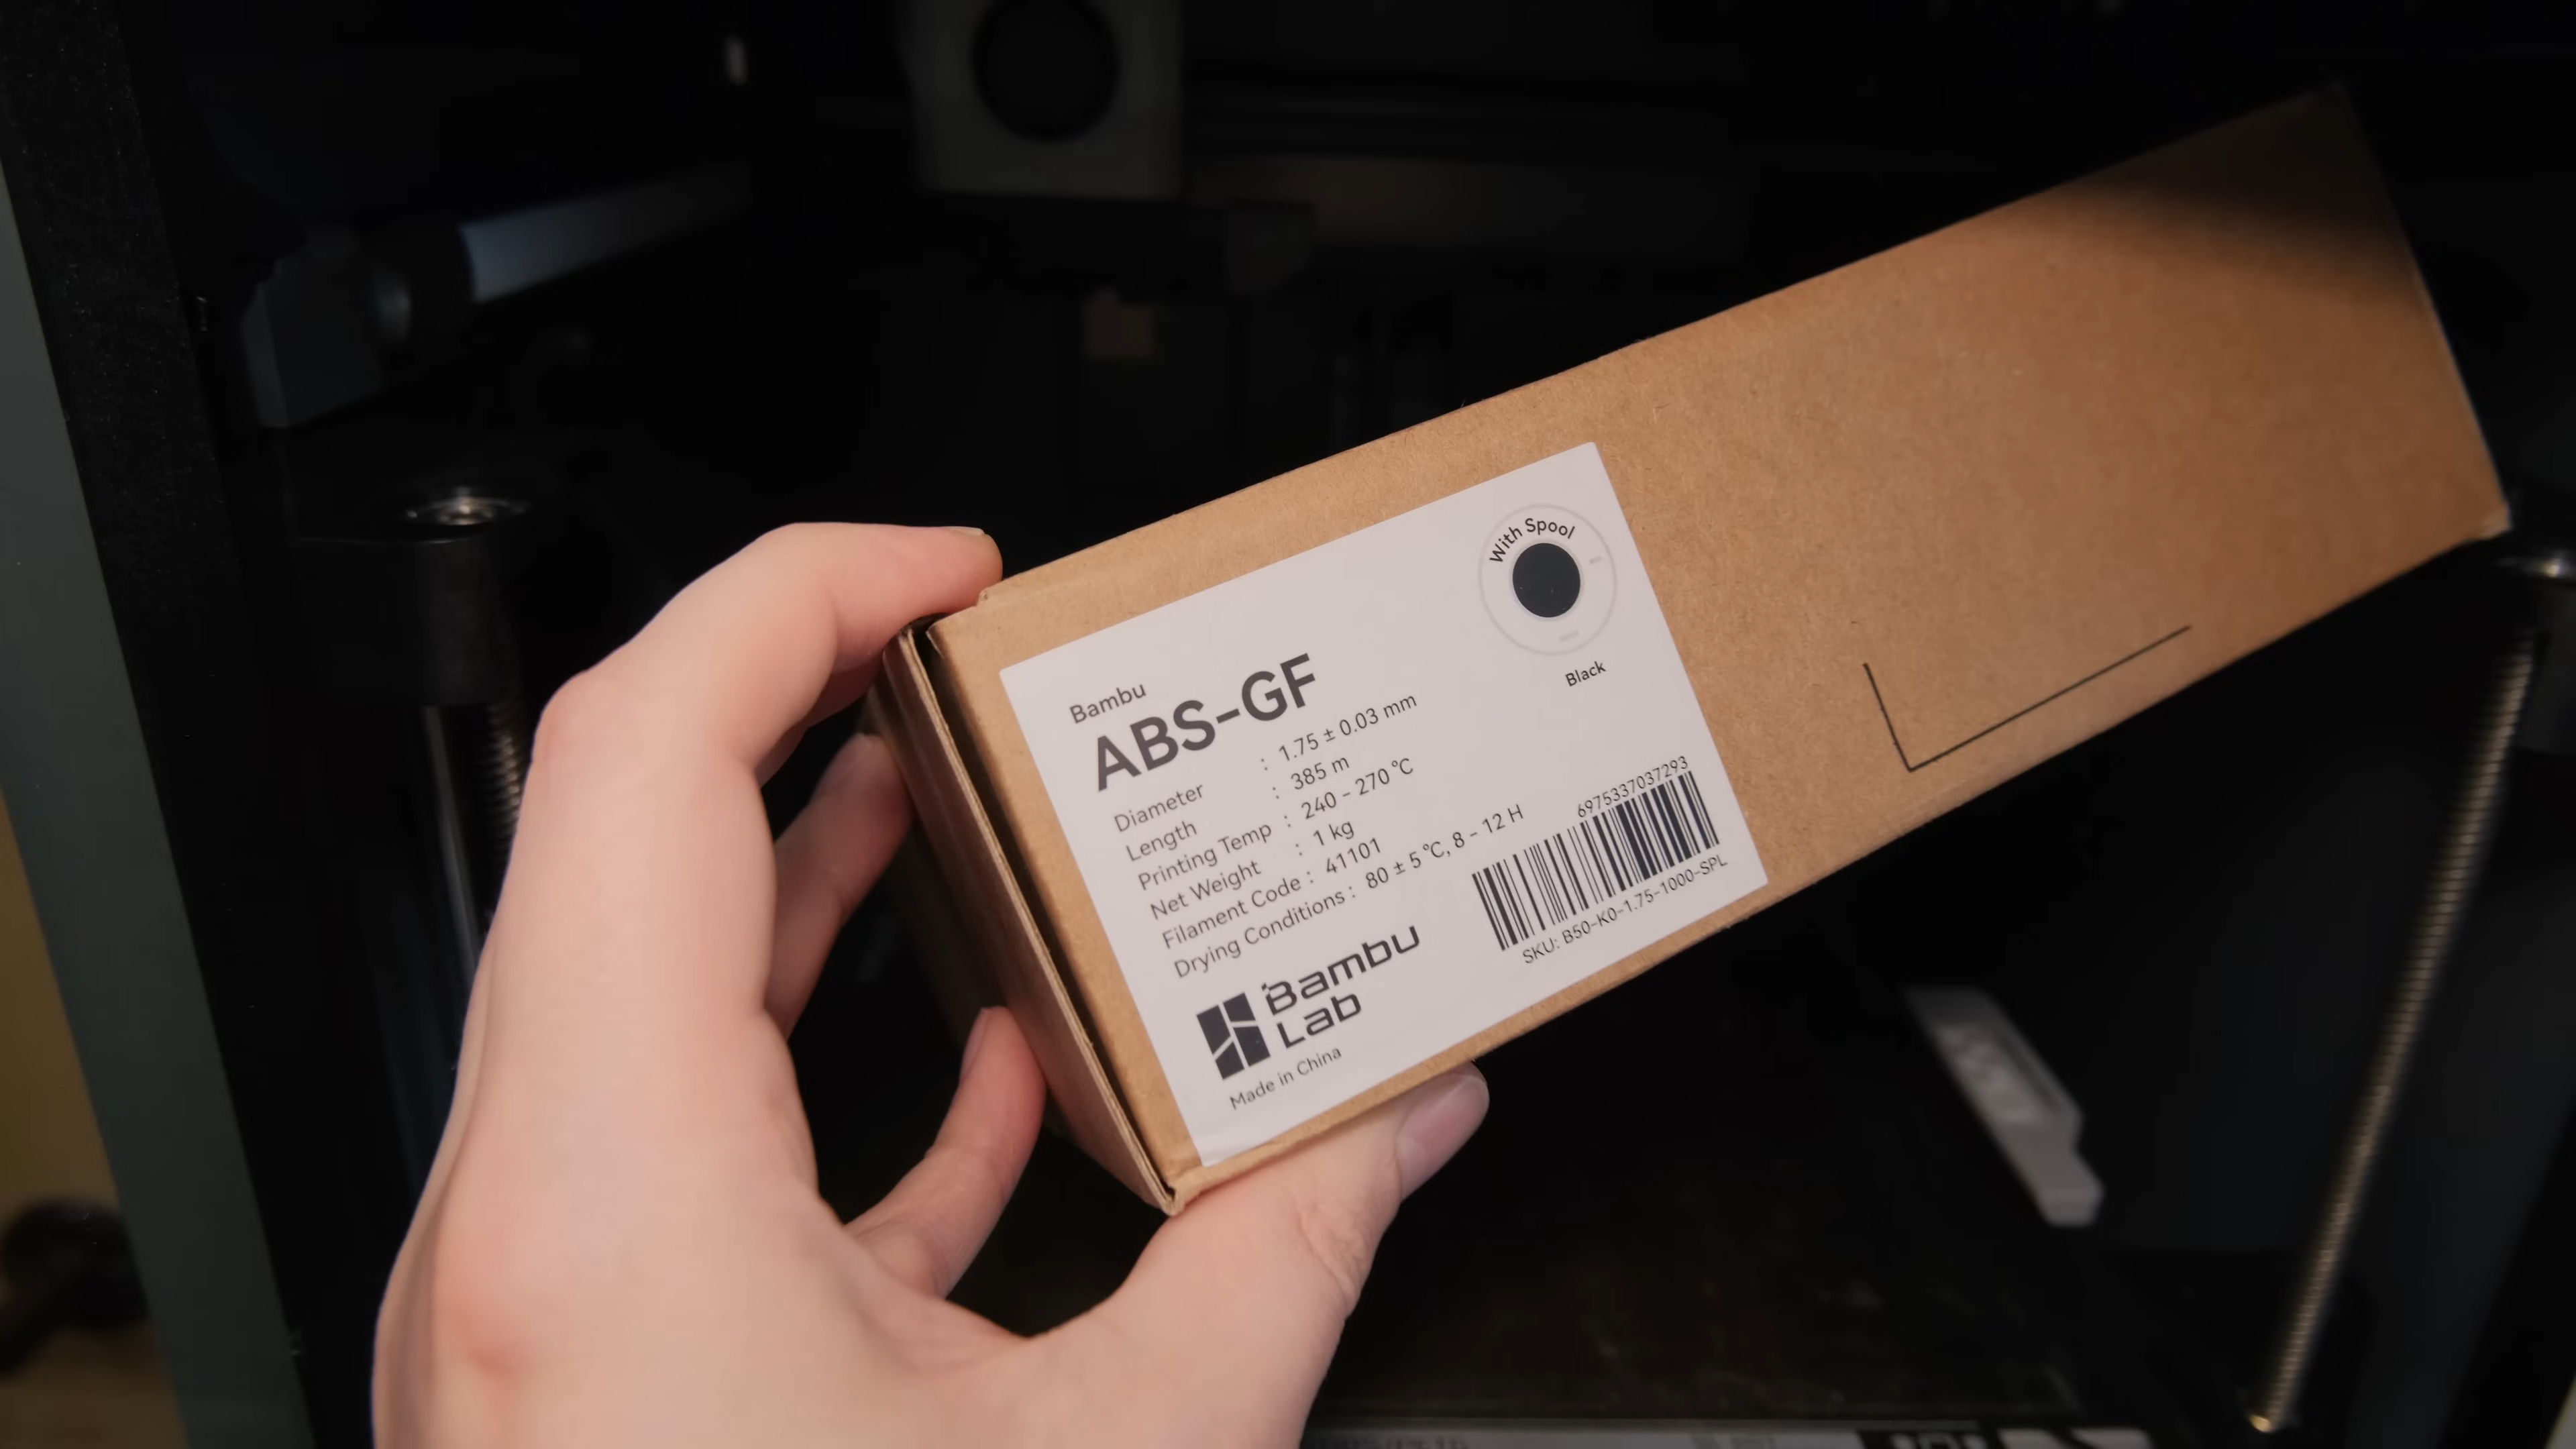 With Spool
Black
Bambu
ABS-GF
Diameter : 1.75 ± 0.03 mm
Length : 385 m
Printing Temp : 240 - 270 °C
Net Weight : 1 kg
Filament Code : 41101
Drying Conditions : 80 ± 5 °C, 8 - 12 H
6975337037293
SKU: B50-K0-1.75-1000-SPL
Bambu
Lab
Made in China